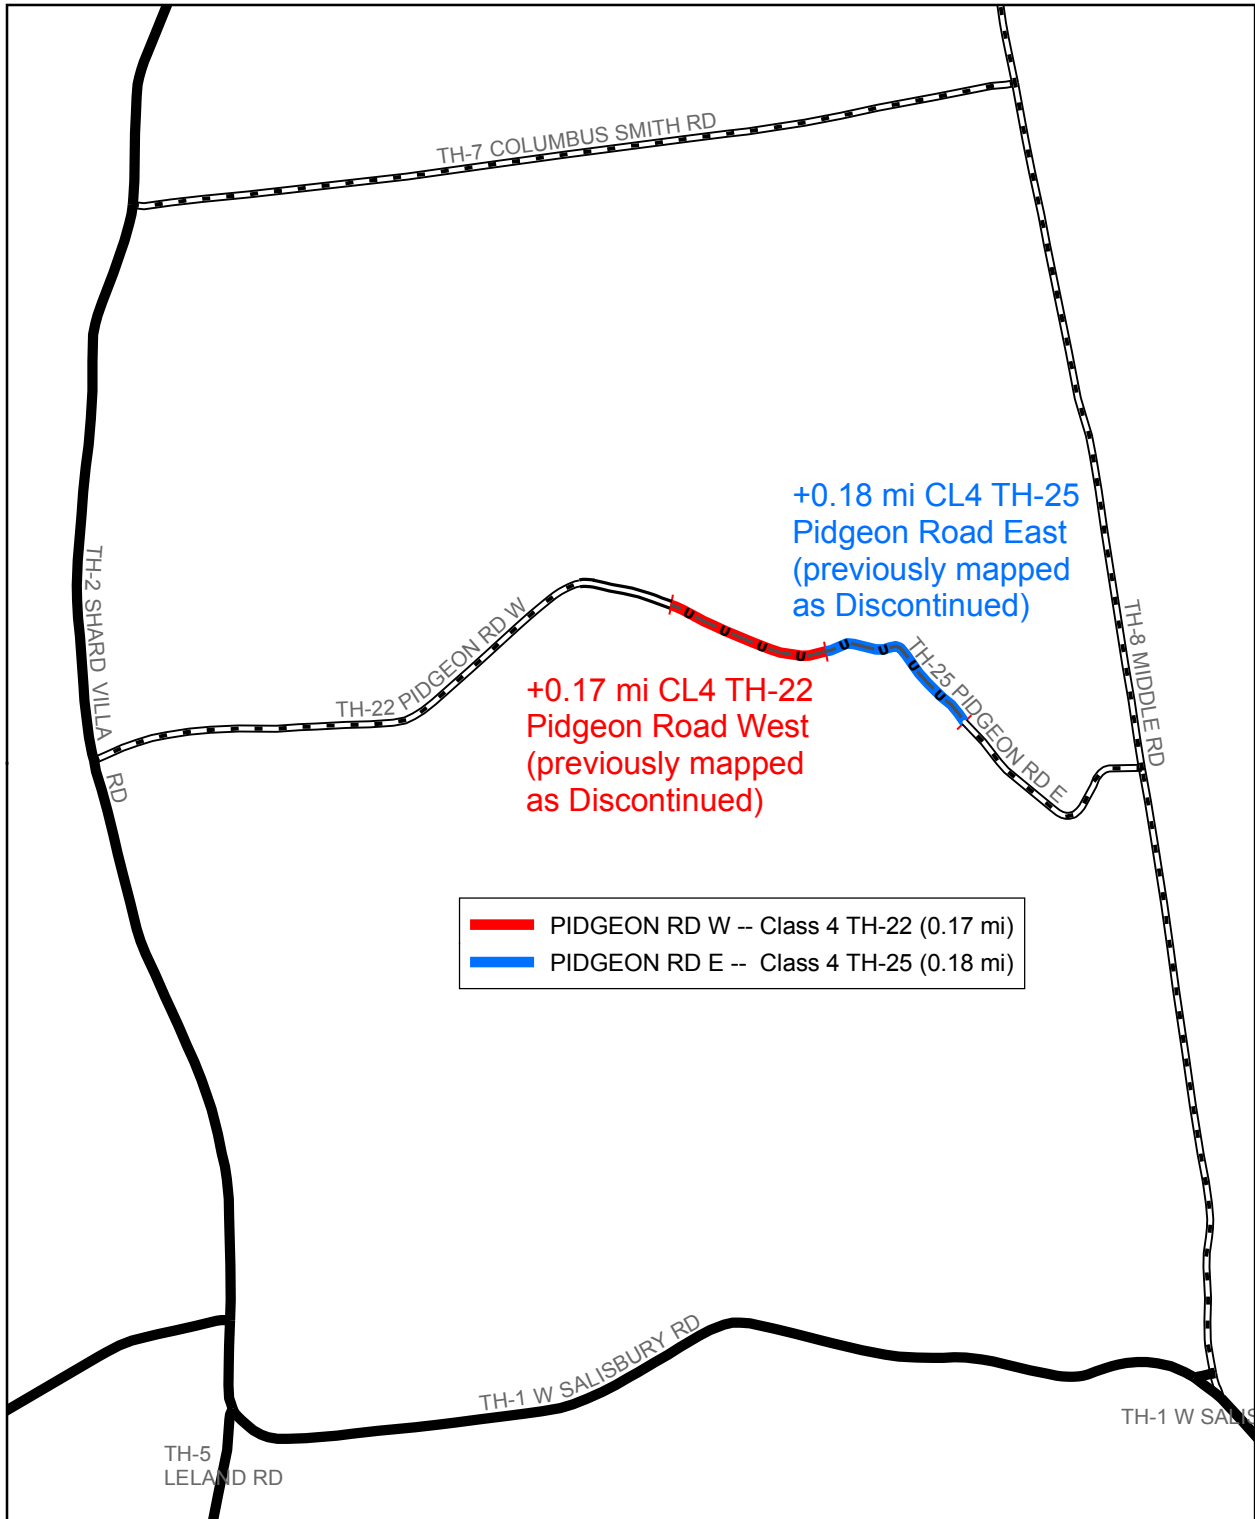 TH-7 COLUMBUS SMITH RD
+0.18 mi CL4 TH-25
Pidgeon Road East
(previously mapped
as Discontinued)
TH-2 SHARD VILLA RD
TH-22 PIDGEON RD W
U U U U U U U U
TH-25 PIDGEON RD E
TH-8 MIDDLE RD
+0.17 mi CL4 TH-22
Pidgeon Road West
(previously mapped
as Discontinued)
PIDGEON RD W -- Class 4 TH-22 (0.17 mi)
PIDGEON RD E -- Class 4 TH-25 (0.18 mi)
TH-1 W SALISBURY RD
TH-1 W SALIS
TH-5
LELAND RD